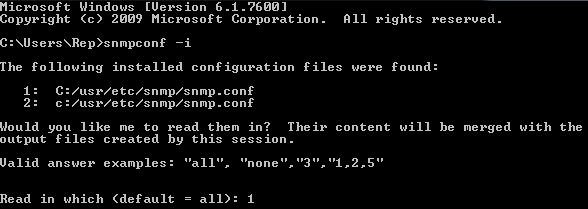 Microsoft Windows [Version 6.1.7600]
Copyright (c) 2009 Microsoft Corporation.  All rights reserved.
C:\Users\Rep>snmpconf -i
The following installed configuration files were found:
1:  C:/usr/etc/snmp/snmp.conf
2:  c:/usr/etc/snmp/snmp.conf
Would you like me to read them in?  Their content will be merged with the
output files created by this session.
Valid answer examples: "all", "none","3","1,2,5"
Read in which (default = all): 1